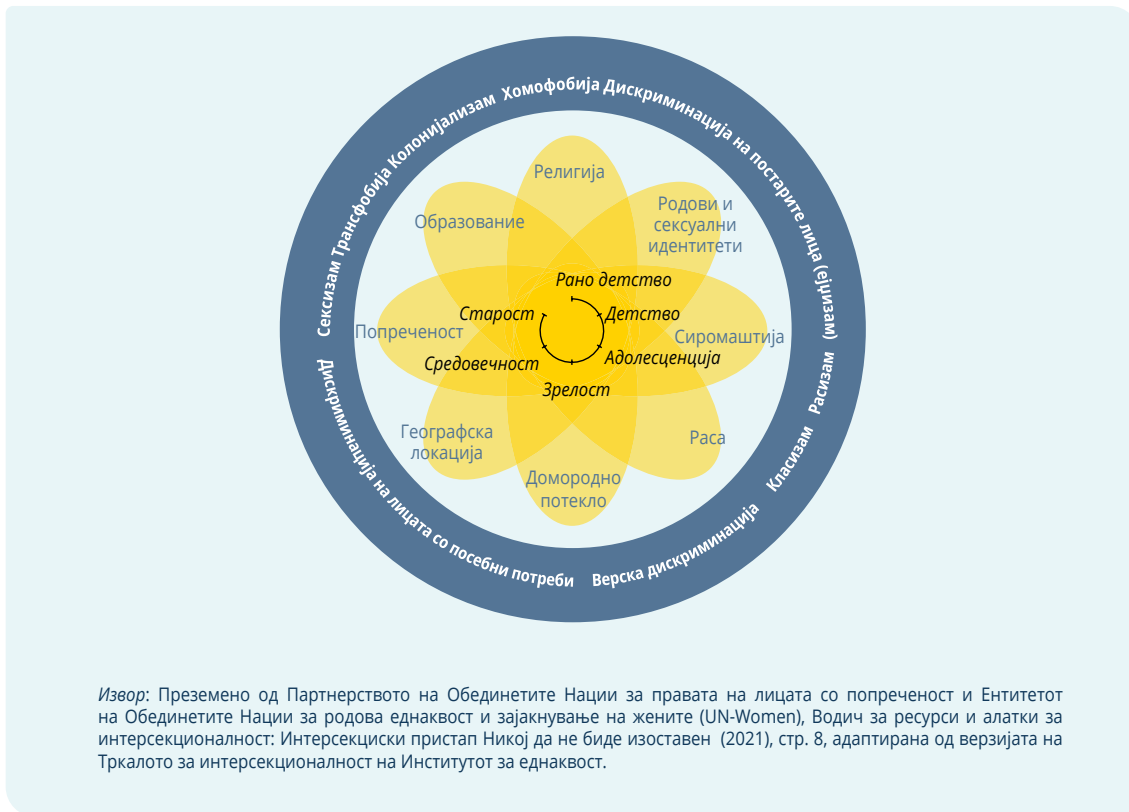 Сексизам Трансфобија Колонијализам Хомофобија Дискриминација на постарите лица (ејџизам) Расизам Класизам Верска дискриминација Дискриминација на лицата со посебни потреби
Религија
Образование
Родови и
сексуални
идентитети
Рано детство
Старост
Детство
Попреченост
Сиромаштија
Средовечност
Адолесценција
Зрелост
Географска
локација
Раса
Домородно
потекло
Извор: Преземено од Партнерството на Обединетите Нации за правата на лицата со попреченост и Ентитетот
на Обединетите Нации за родова еднаквост и зајакнување на жените (UN-Women), Водич за ресурси и алатки за
интерсекционалност: Интерсекциски пристап Никој да не биде изоставен (2021), стр. 8, адаптирана од верзијата на
Тркалото за интерсекционалност на Институтот за еднаквост.